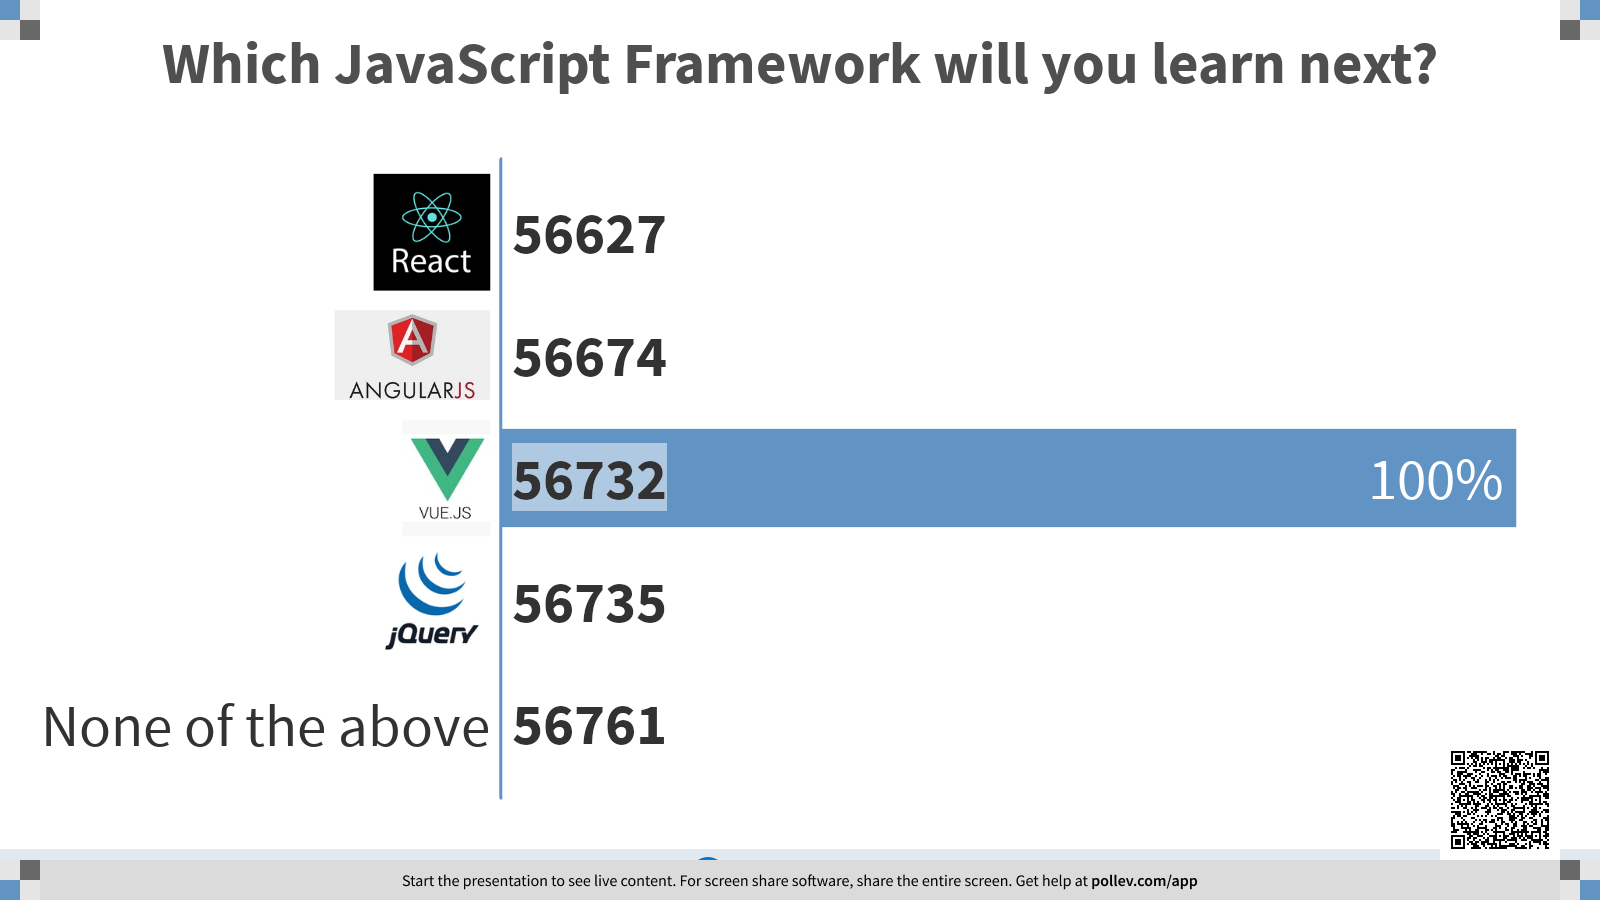 Which JavaScript Framework will you learn next?
React
56627
ANGULARJS
56674
VUE.JS
56732
100%
jQuery
56735
None of the above
56761
Start the presentation to see live content. For screen share software, share the entire screen. Get help at pollev.com/app